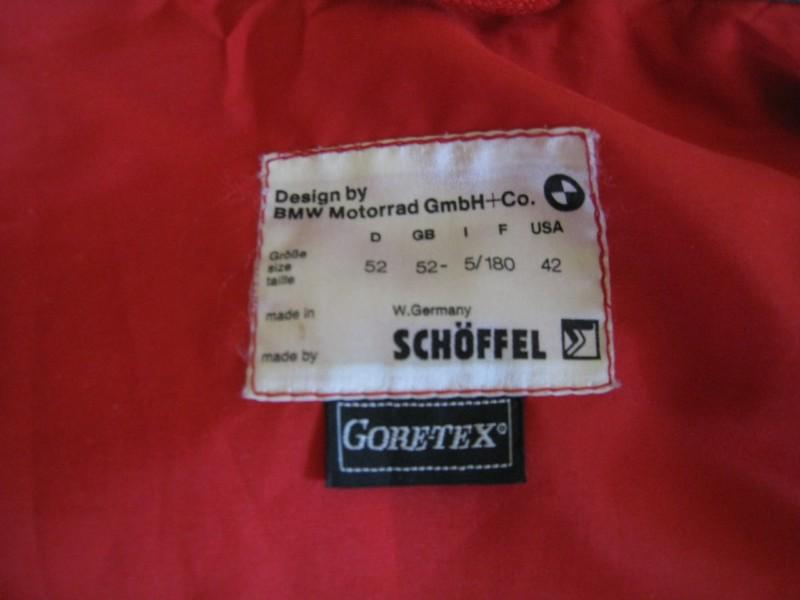 Design by
BMW Motorrad GmbH+Co.
D GB I F USA
Größe
size
taille
52 52- 5/180 42
made in W.Germany
made by SCHÖFFEL
GORE-TEX®